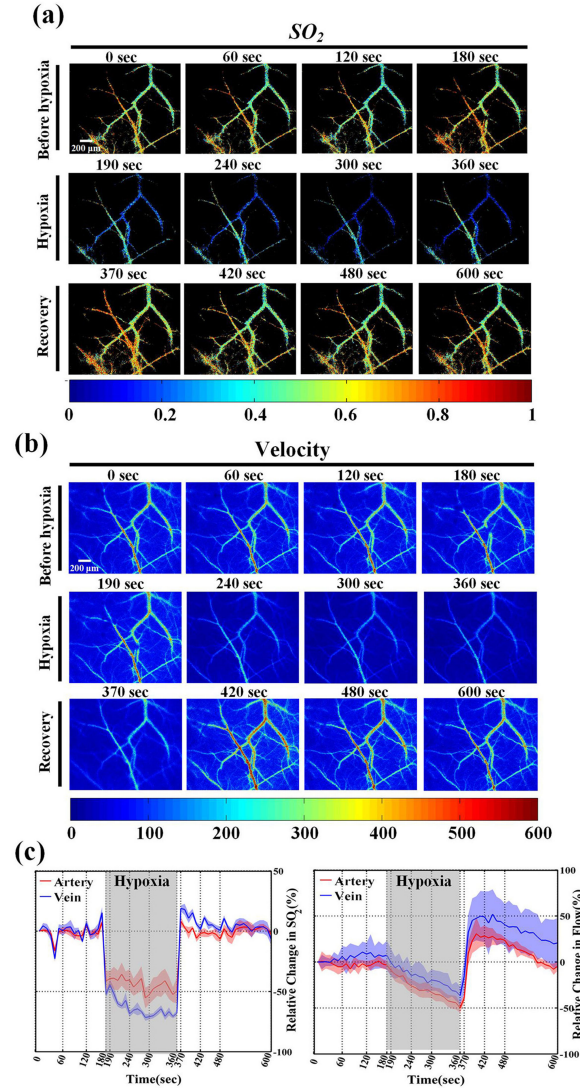 (a)
SO2
0 sec 60 sec 120 sec 180 sec
Before hypoxia
200 μm
190 sec 240 sec 300 sec 360 sec
Hypoxia
370 sec 420 sec 480 sec 600 sec
Recovery
0 0.2 0.4 0.6 0.8 1
(b)
Velocity
0 sec 60 sec 120 sec 180 sec
Before hypoxia
200 μm
190 sec 240 sec 300 sec 360 sec
Hypoxia
370 sec 420 sec 480 sec 600 sec
Recovery
0 100 200 300 400 500 600
(c)
Artery
Vein
Hypoxia
50
0
-50
-100
Relative Change in SO2(%)
0 60 120 180 190 240 300 360 370 420 480 600
Time(sec)
Artery
Vein
Hypoxia
100
50
0
-50
-100
Relative Change in Flow(%)
0 60 120 180 190 240 300 360 370 420 480 600
Time(sec)